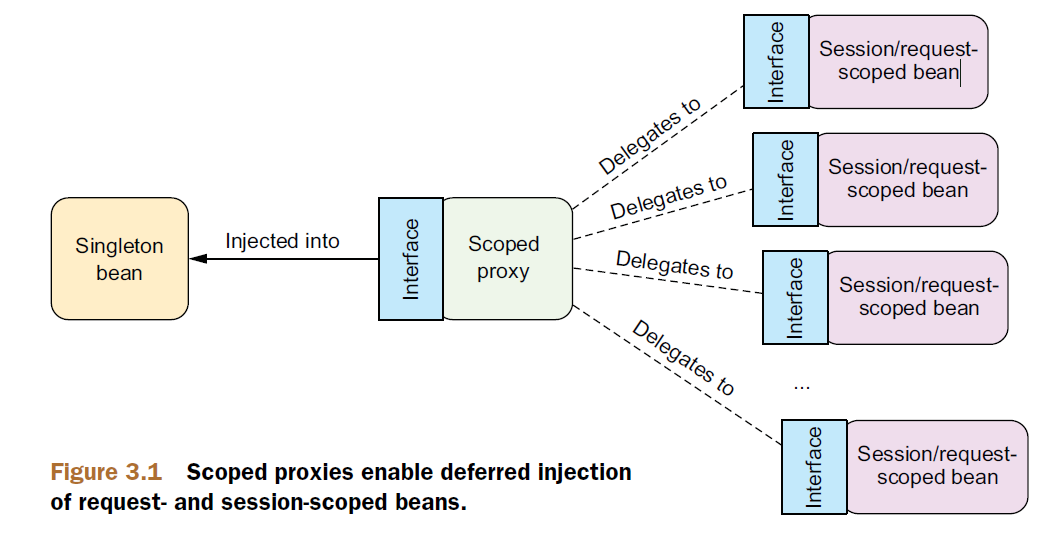 Interface
Session/request-
scoped bean
Delegates to
Interface
Session/request-
scoped bean
Delegates to
Singleton
bean
Injected into
Interface
Scoped
proxy
Delegates to
Interface
Session/request-
scoped bean
Delegates to
...
Interface
Session/request-
scoped bean
Figure 3.1 Scoped proxies enable deferred injection
of request- and session-scoped beans.